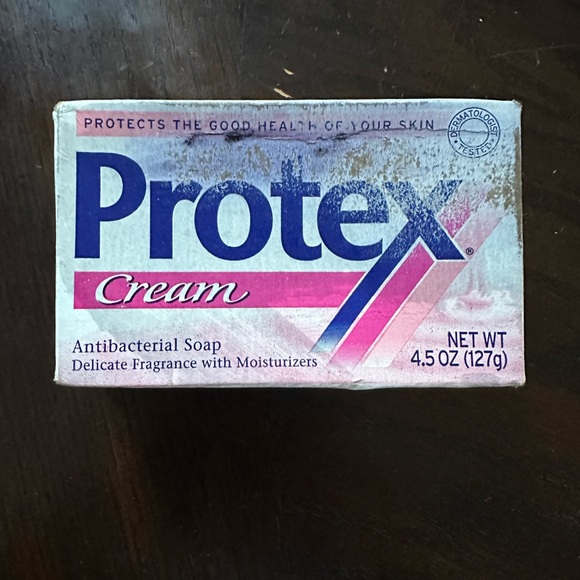 PROTECTS THE GOOD HEALTH OF YOUR SKIN
DERMATOLOGIST
TESTED
Protex®
Cream
Antibacterial Soap
Delicate Fragrance with Moisturizers
NET WT
4.5 OZ (127g)